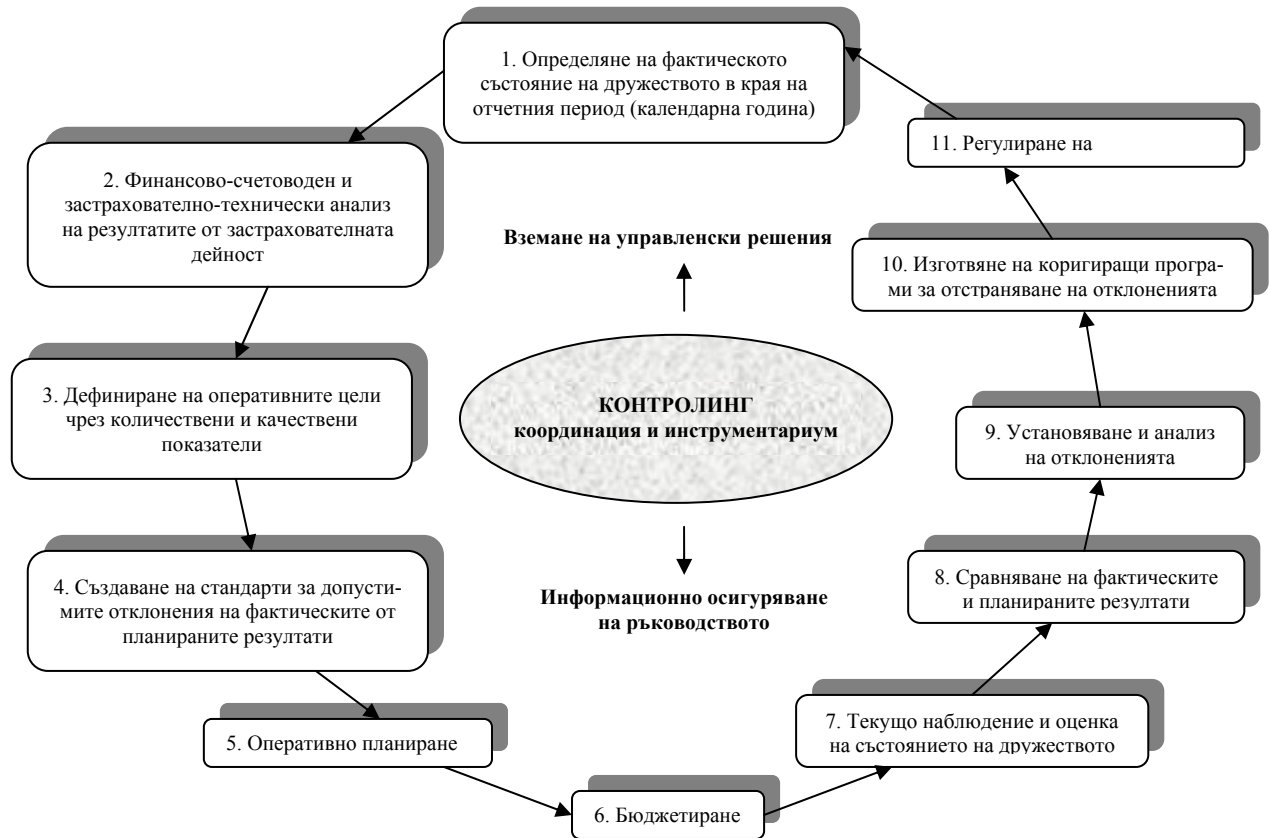 1. Определяне на фактическото
състояние на дружеството в края на
отчетния период (календарна година)
2. Финансово-счетоводен и
застрахователно-технически анализ
на резултатите от застрахователната
дейност
3. Дефиниране на оперативните цели
чрез количествени и качествени
показатели
4. Създаване на стандарти за допусти-
мите отклонения на фактическите от
планираните резултати
5. Оперативно планиране
6. Бюджетиране
7. Текущо наблюдение и оценка
на състоянието на дружеството
8. Сравняване на фактическите
и планираните резултати
9. Установяване и анализ
на отклоненията
10. Изготвяне на коригиращи програ-
ми за отстраняване на отклоненията
11. Регулиране на
Вземане на управленски решения
КОНТРОЛИНГ
координация и инструментариум
Информационно осигуряване
на ръководството